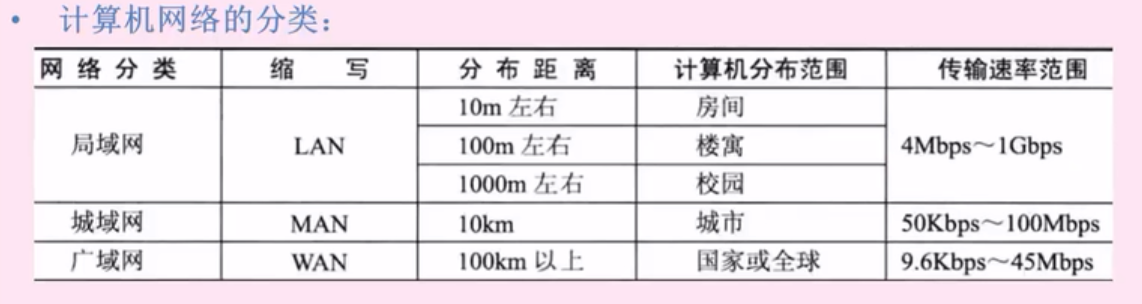 • 计算机网络的分类：
网络分类 缩写 分布距离 计算机分布范围 传输速率范围
局域网 LAN 10m 左右 房间 4Mbps～1Gbps
100m 左右 楼寓
1000m 左右 校园
城域网 MAN 10km 城市 50Kbps～100Mbps
广域网 WAN 100km 以上 国家或全球 9.6Kbps～45Mbps